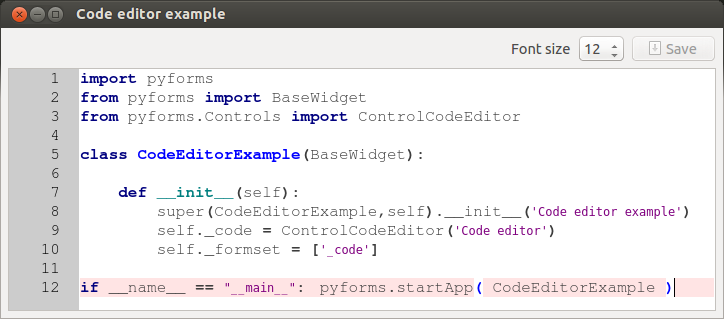 Code editor example
Font size 12 Save
1 import pyforms
2 from pyforms import BaseWidget
3 from pyforms.Controls import ControlCodeEditor
4
5 class CodeEditorExample(BaseWidget):
6
7     def __init__(self):
8         super(CodeEditorExample,self).__init__('Code editor example')
9         self._code = ControlCodeEditor('Code editor')
10         self._formset = ['_code']
11
12 if __name__ == "__main__": pyforms.startApp( CodeEditorExample )